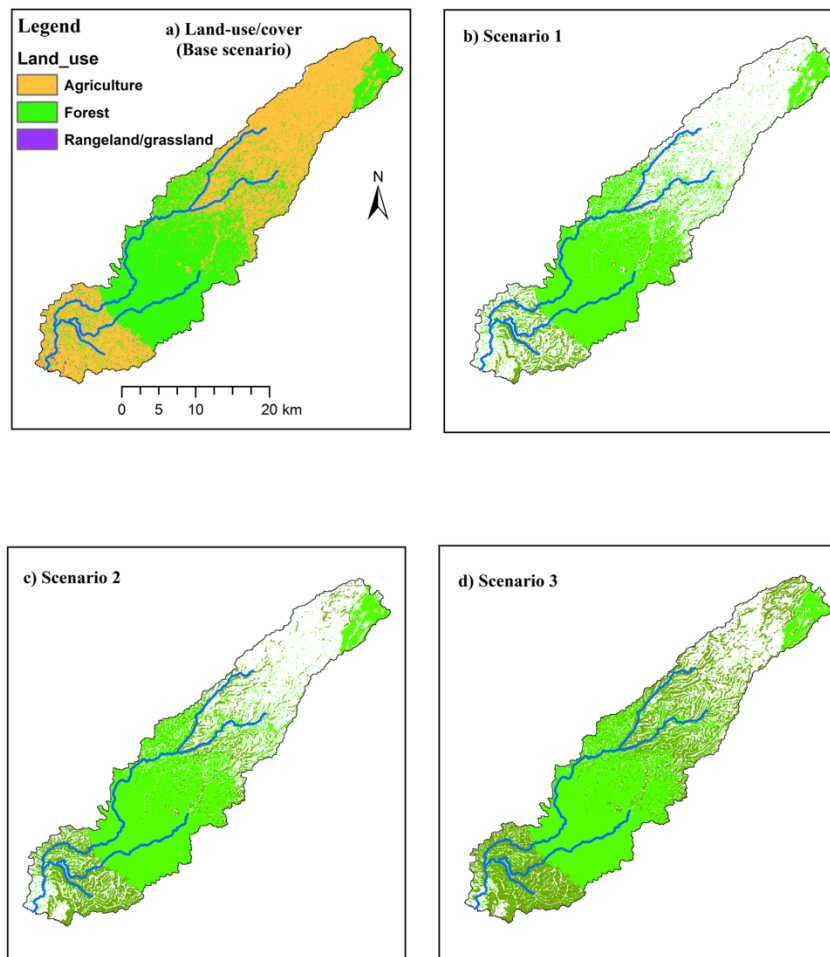 Legend
a) Land-use/cover
(Base scenario)
Land_use
Agriculture
Forest
Rangeland/grassland
N
0 5 10 20 km
b) Scenario 1
c) Scenario 2
d) Scenario 3